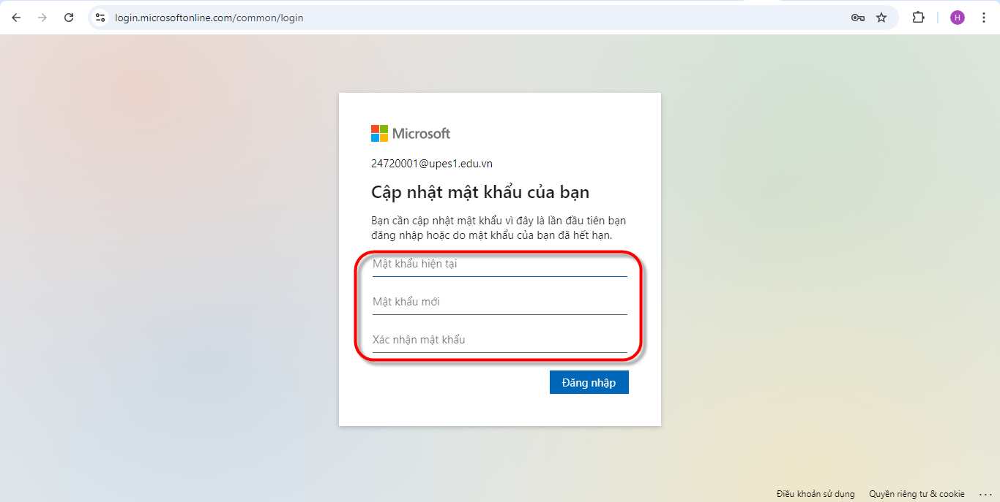 login.microsoftonline.com/common/login
H
Microsoft
24720001@upes1.edu.vn
Cập nhật mật khẩu của bạn
Bạn cần cập nhật mật khẩu vì đây là lần đầu tiên bạn
đăng nhập hoặc do mật khẩu của bạn đã hết hạn.
Mật khẩu hiện tại
Mật khẩu mới
Xác nhận mật khẩu
Đăng nhập
Điều khoản sử dụng Quyền riêng tư & cookie ...